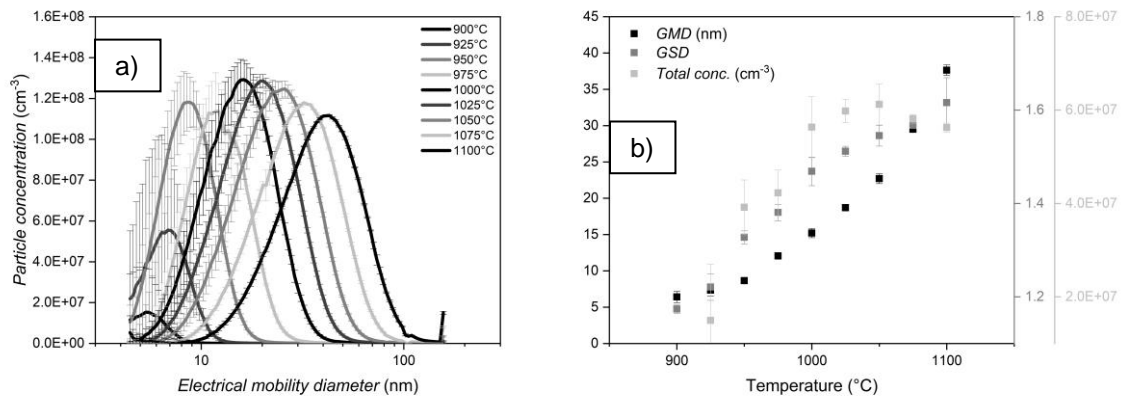 a)
Particle concentration (cm-3)
1.6E+08
1.4E+08
1.2E+08
1.0E+08
8.0E+07
6.0E+07
4.0E+07
2.0E+07
0.0E+00
10
100
Electrical mobility diameter (nm)
900°C
925°C
950°C
975°C
1000°C
1025°C
1050°C
1075°C
1100°C
b)
45
40
35
30
25
20
15
10
5
0
GMD (nm)
GSD
Total conc. (cm-3)
900
1000
1100
Temperature (°C)
1.8
1.6
1.4
1.2
8.0E+07
6.0E+07
4.0E+07
2.0E+07